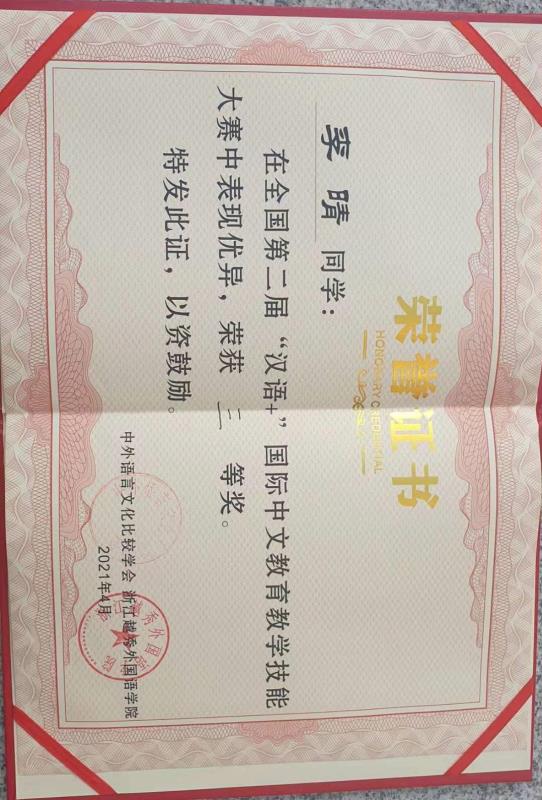 荣誉证书
HONORARY CREDENTIAL
李晴 同学：
在全国第二届“汉语+”国际中文教育教学技能
大赛中表现优异，荣获 三 等奖。
特发此证，以资鼓励。
中外语言文化比较学会 浙江越秀外国语学院
2021年4月